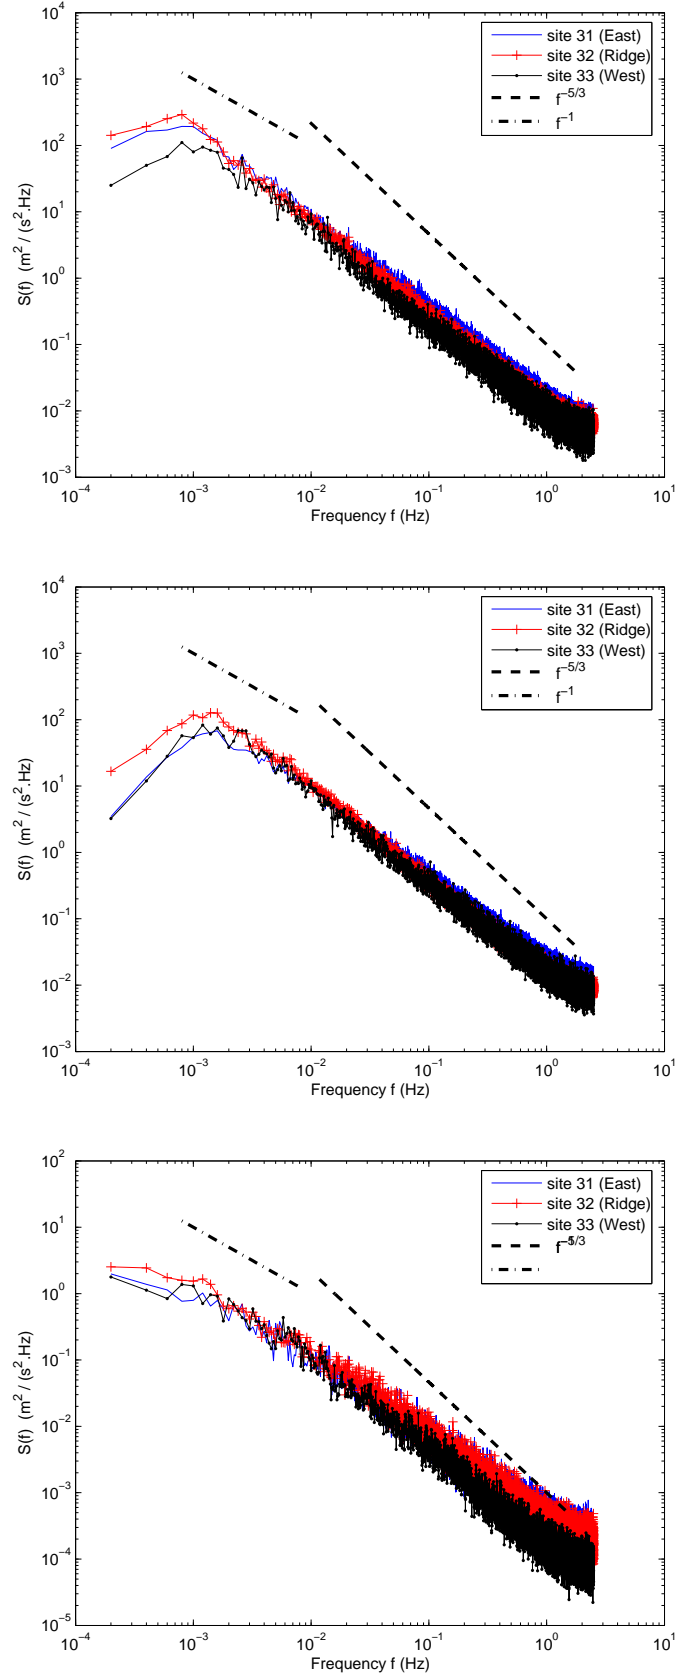 10^4
10^3
10^2
10^1
10^0
10^−1
10^−2
10^−3
S(f) (m^2 / (s^2.Hz)
10^−4 10^−3 10^−2 10^−1 10^0 10^1
Frequency f (Hz)
site 31 (East)
site 32 (Ridge)
site 33 (West)
f^−5/3
f^−1
10^4
10^3
10^2
10^1
10^0
10^−1
10^−2
10^−3
S(f) (m^2 / (s^2.Hz)
10^−4 10^−3 10^−2 10^−1 10^0 10^1
Frequency f (Hz)
site 31 (East)
site 32 (Ridge)
site 33 (West)
f^−5/3
f^−1
10^2
10^1
10^0
10^−1
10^−2
10^−3
10^−4
10^−5
S(f) (m^2 / (s^2.Hz)
10^−4 10^−3 10^−2 10^−1 10^0 10^1
Frequency f (Hz)
site 31 (East)
site 32 (Ridge)
site 33 (West)
f^−5/3